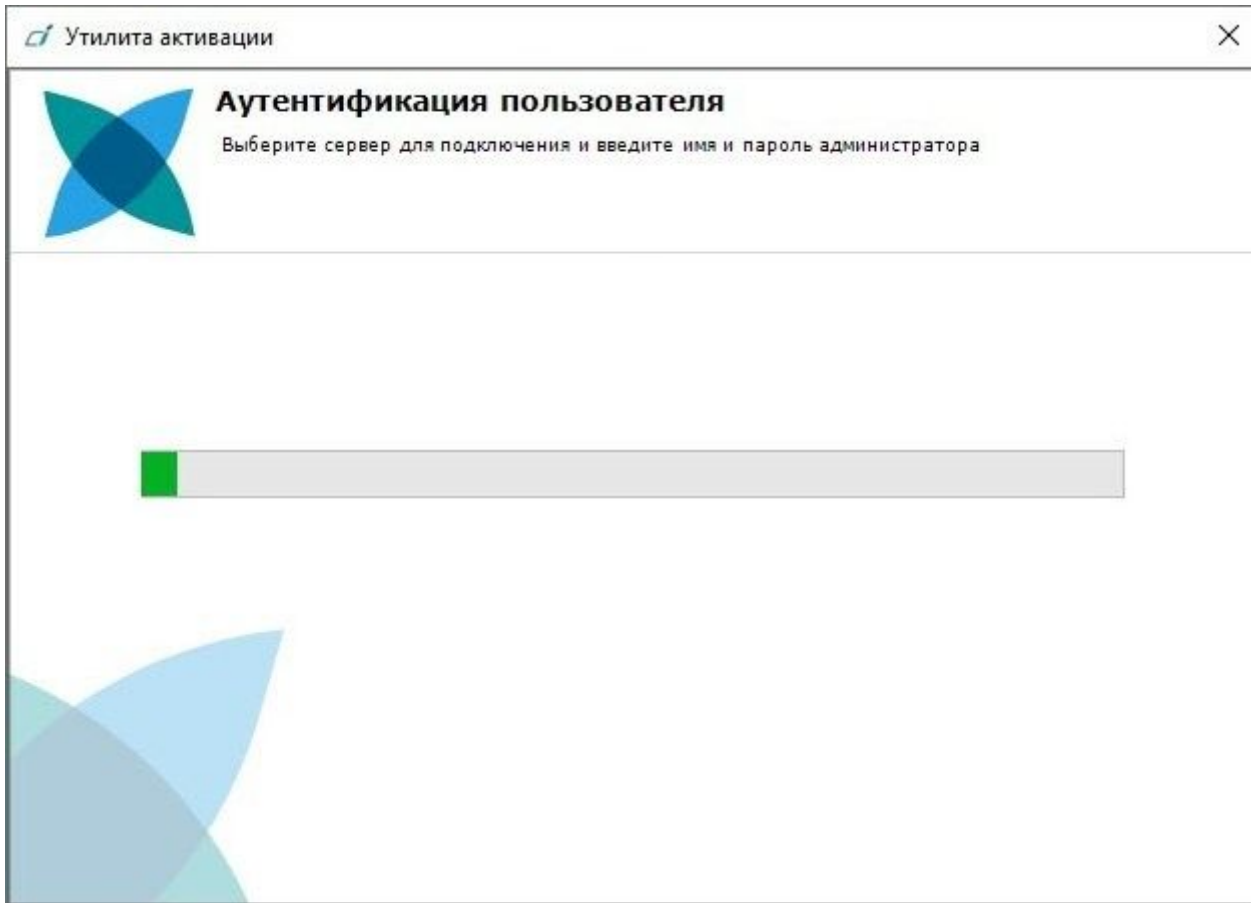 Утилита активации
Аутентификация пользователя
Выберите сервер для подключения и введите имя и пароль администратора